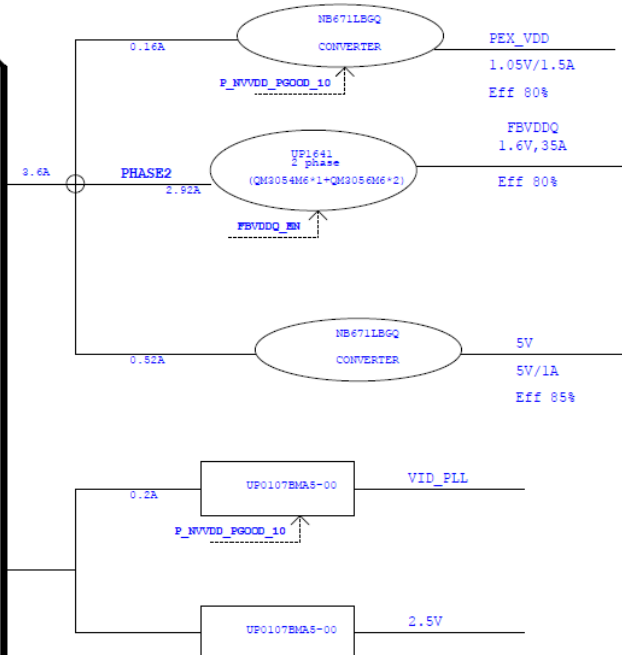 NB671LBGQ
CONVERTER
0.16A
PEX_VDD
1.05V/1.5A
Eff 80%
P_NVVDD_PGOOD_10
FBVDDQ
1.6V,35A
Eff 80%
3.6A
PHASE2
2.92A
UP1641
2 phase
(QM3054M6*1+QM3056M6*2)
FBVDDQ_EN
NB671LBGQ
CONVERTER
0.52A
5V
5V/1A
Eff 85%
UP0107BMA5-00
0.2A
VID_PLL
P_NVVDD_PGOOD_10
UP0107BMA5-00
2.5V